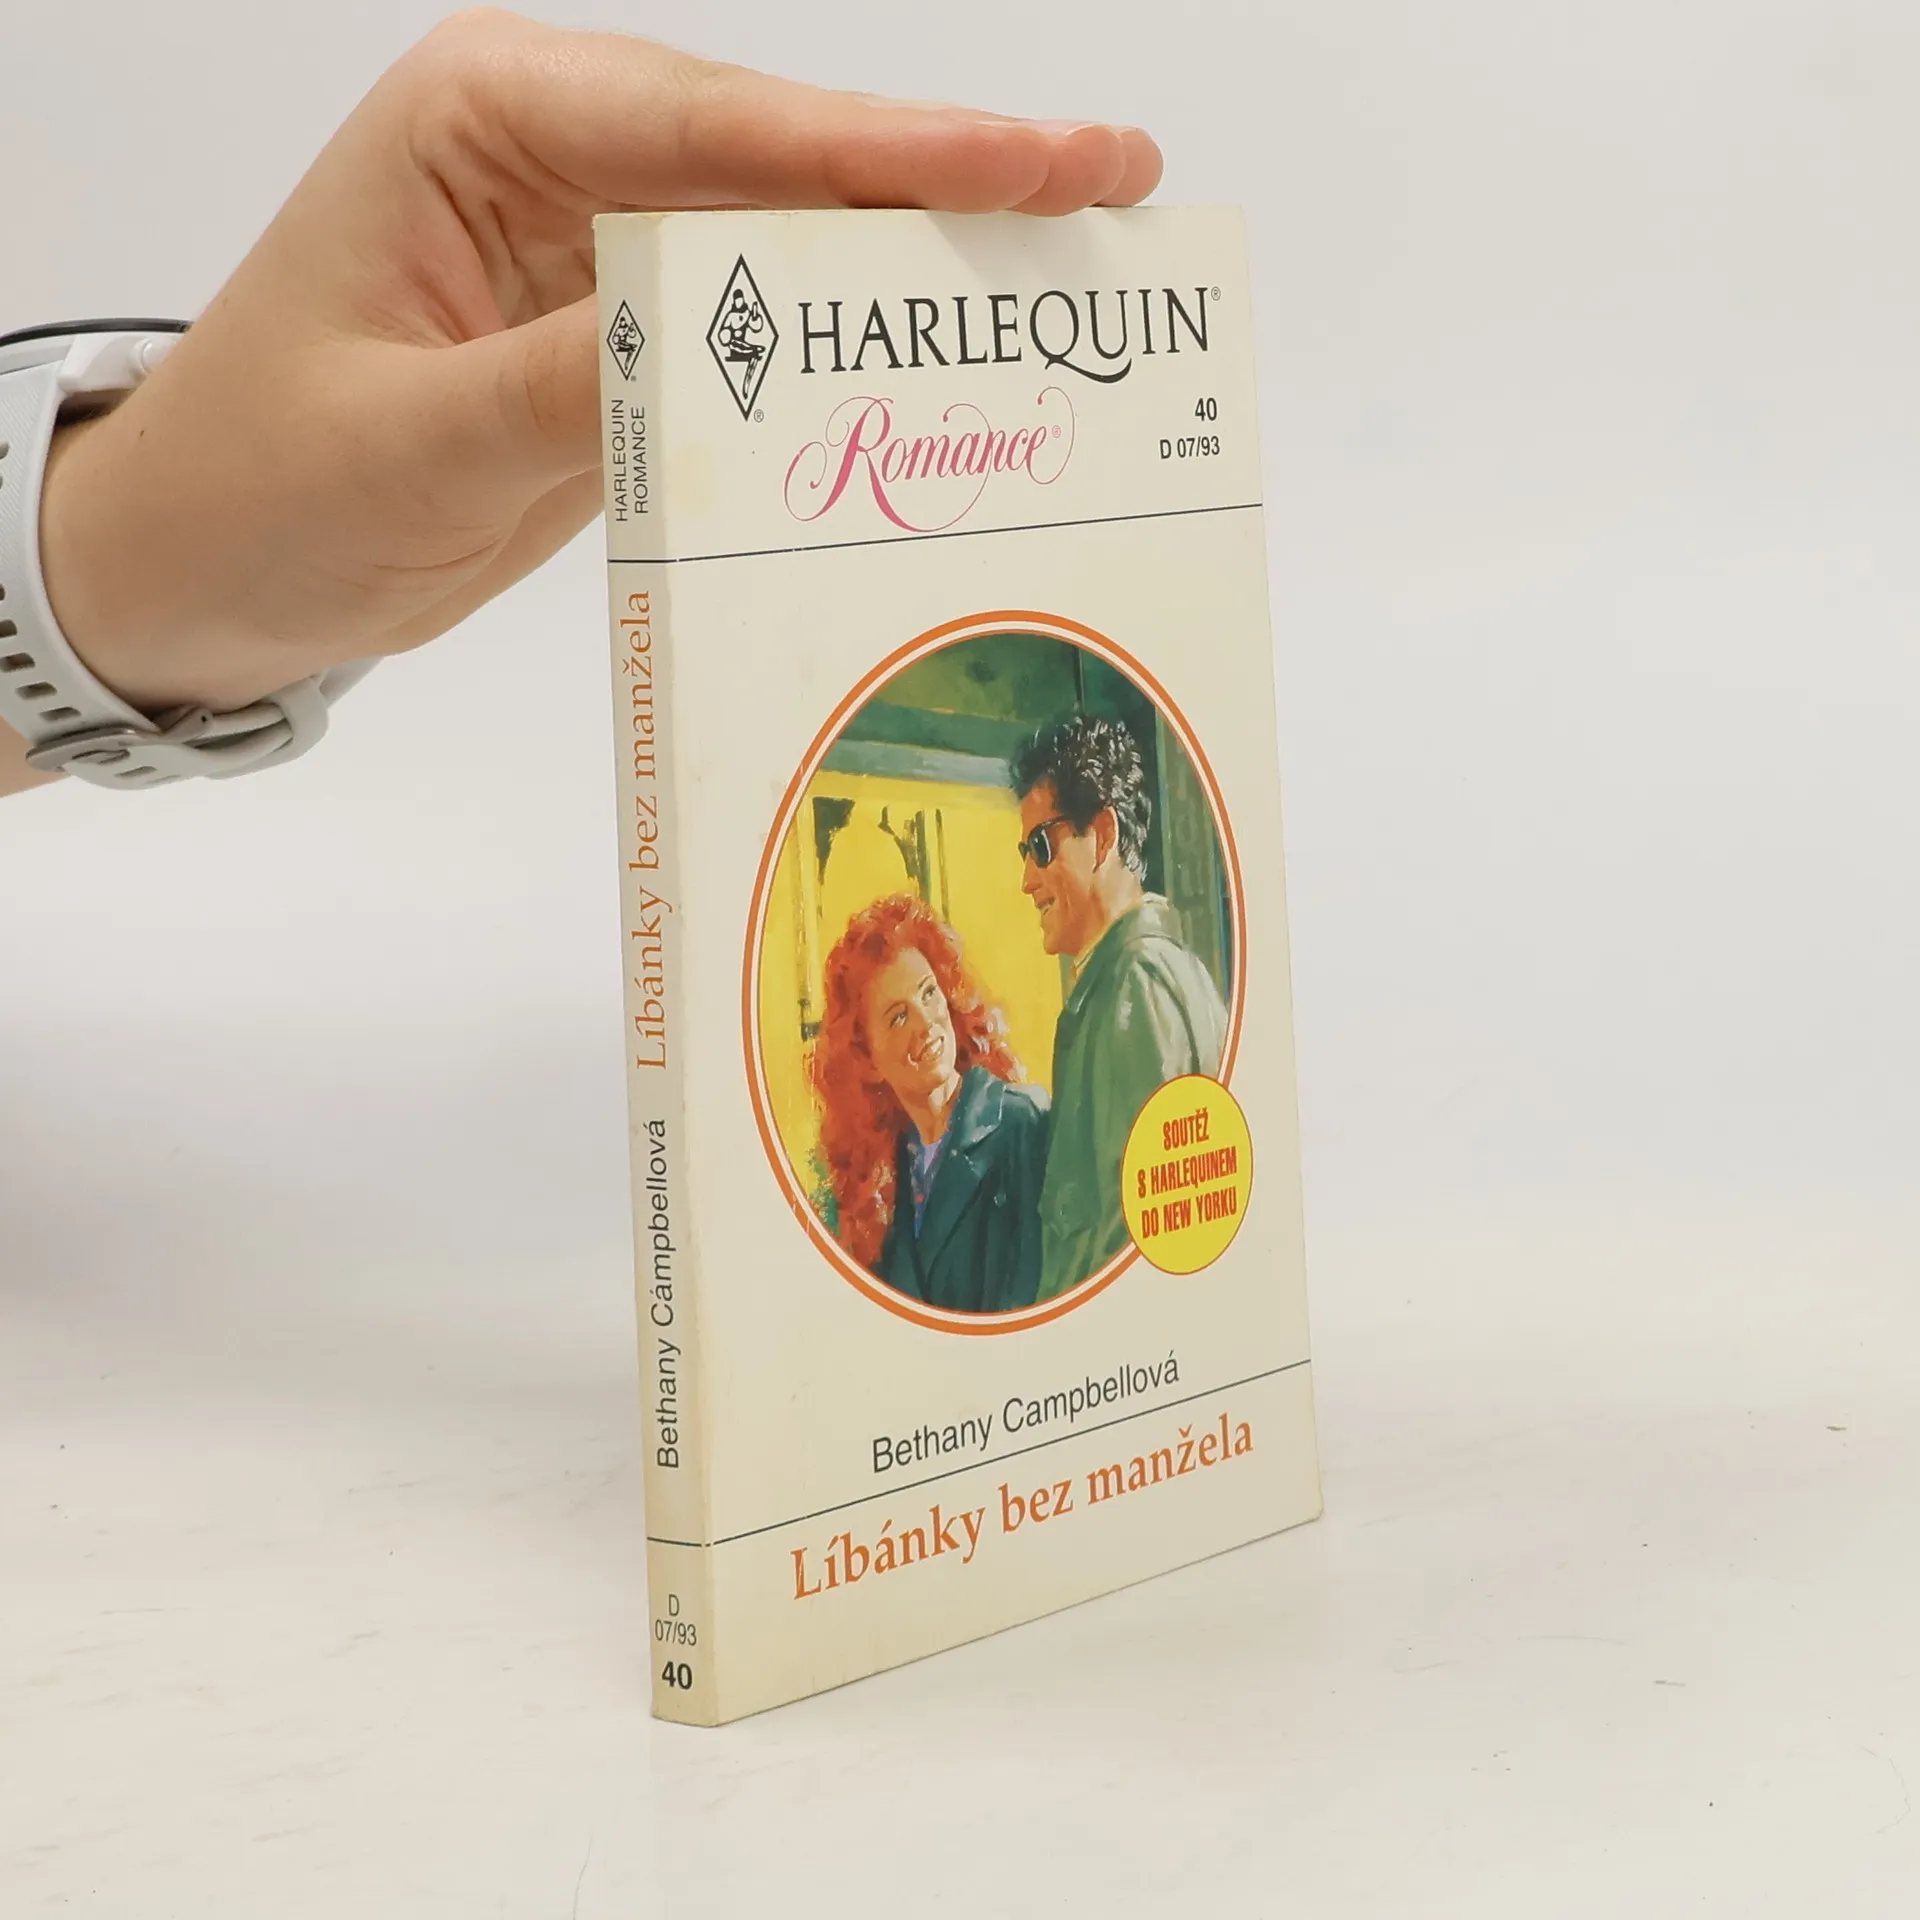 HARLEQUIN®
Romance®
40
D 07/93
SOUTĚŽ
S HARLEQUINEM
DO NEW YORKU
Bethany Campbellová
Líbánky bez manžela
HARLEQUIN
ROMANCE
Líbánky bez manžela
Bethany Cámpbellová
D
07/93
40